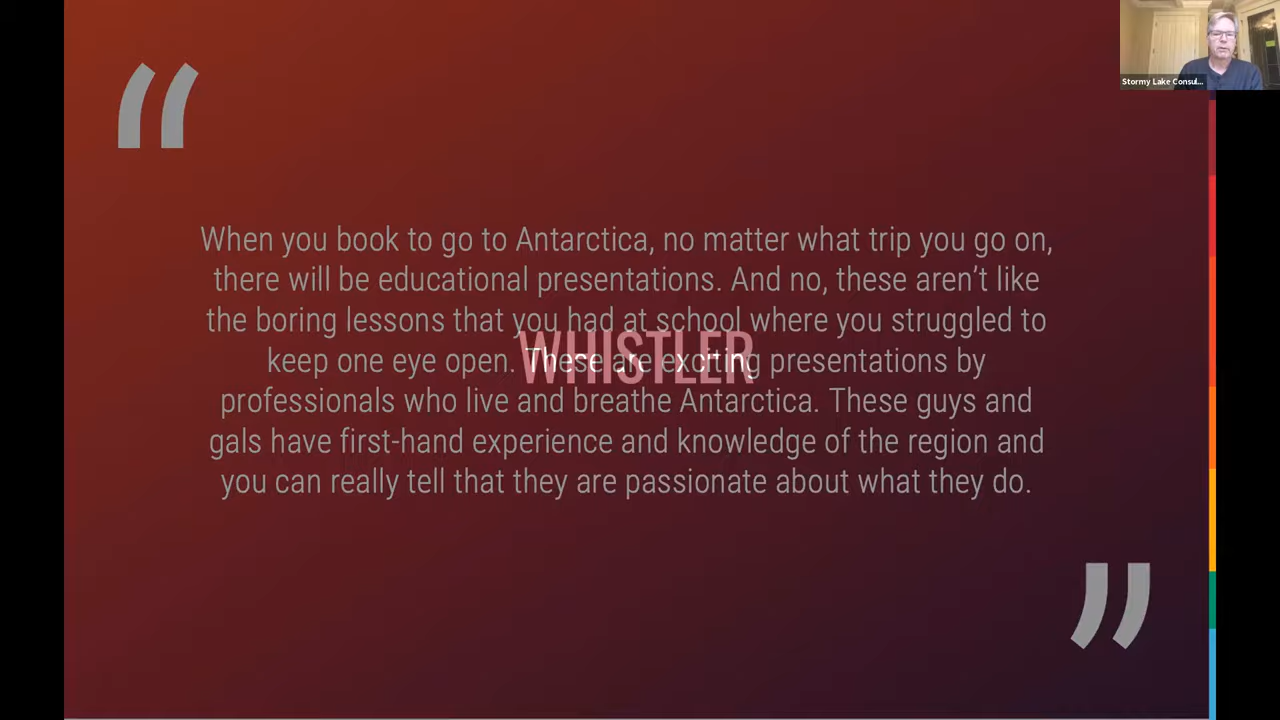 Stormy Lake Consul...
“
When you book to go to Antarctica, no matter what trip you go on,
there will be educational presentations. And no, these aren’t like
the boring lessons that you had at school where you struggled to
keep one eye open. These are exciting presentations by
WHISTLER
professionals who live and breathe Antarctica. These guys and
gals have first-hand experience and knowledge of the region and
you can really tell that they are passionate about what they do.
”